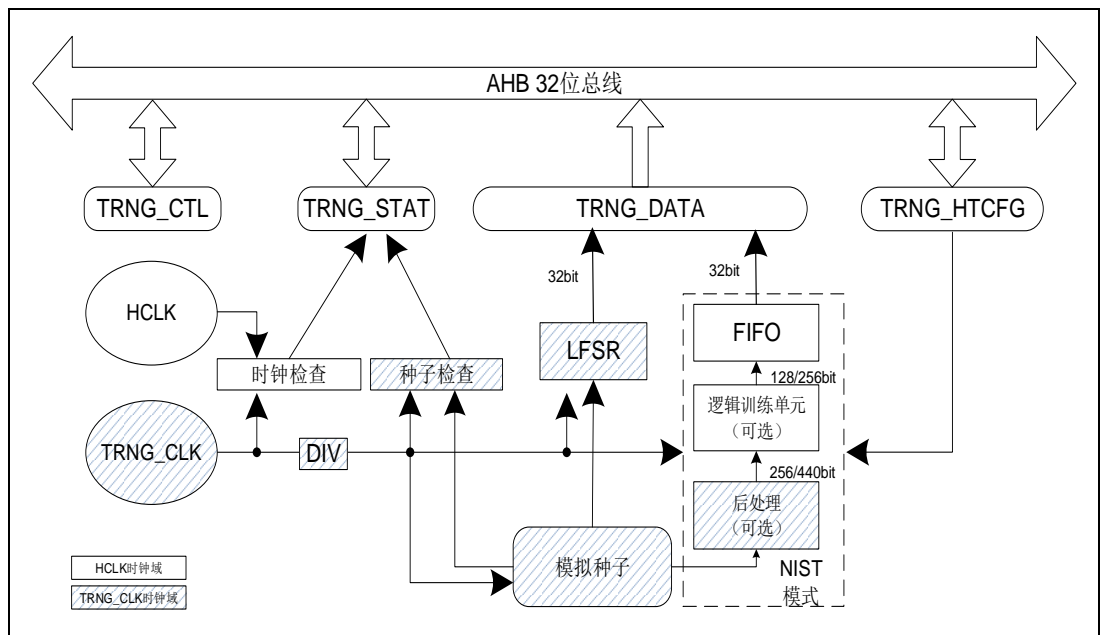 AHB 32位总线
TRNG_CTL
TRNG_STAT
TRNG_DATA
TRNG_HTCFG
32bit
32bit
HCLK
LFSR
FIFO
时钟检查
种子检查
128/256bit
逻辑训练单元
（可选）
TRNG_CLK
DIV
256/440bit
后处理
（可选）
模拟种子
NIST
模式
HCLK时钟域
TRNG_CLK时钟域